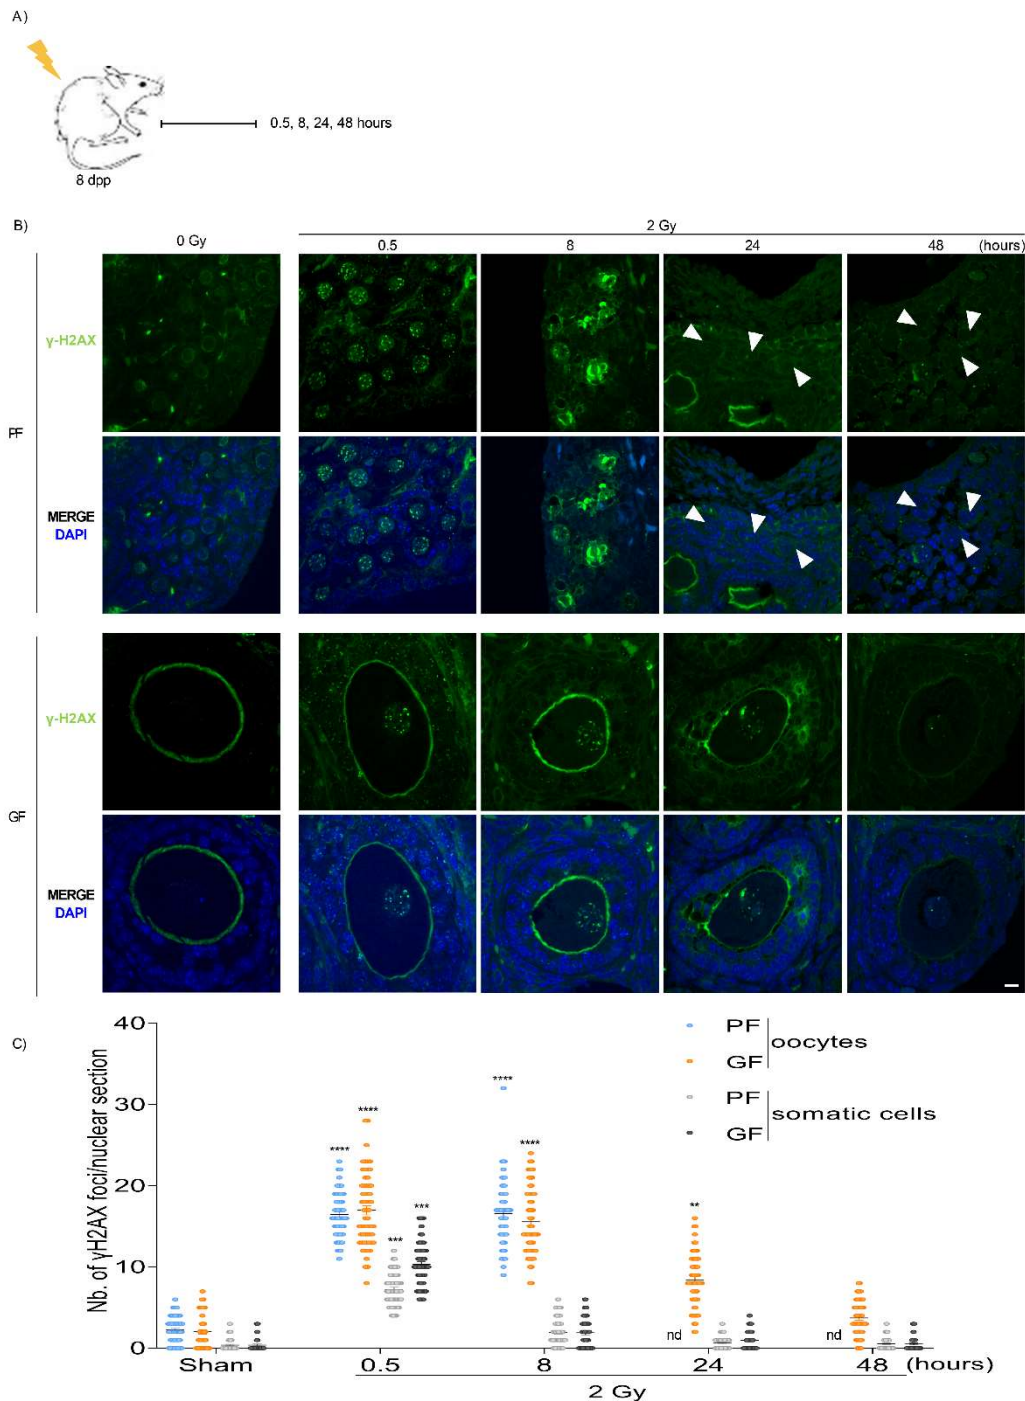 A)
0.5, 8, 24, 48 hours
8 dpp
B)
2 Gy
0 Gy 0.5 8 24 48 (hours)
γ-H2AX
PF
MERGE
DAPI
γ-H2AX
GF
MERGE
DAPI
C)
Nb. of γH2AX foci/nuclear section
40
30
20
10
0
PF
GF
oocytes
PF
GF
somatic cells
**** **** *** ***
**** ****
**
nd nd
Sham 0.5 8 24 48 (hours)
2 Gy